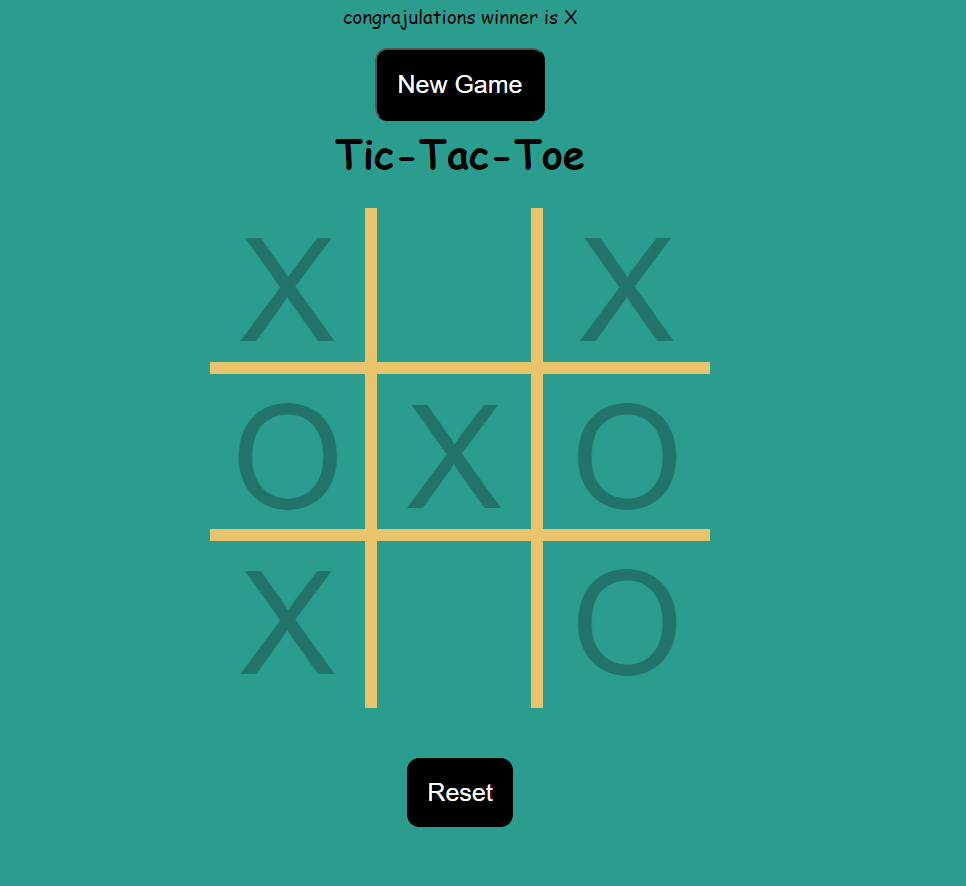 congrajulations winner is X
New Game
Tic-Tac-Toe
X X
O X O
X O
Reset